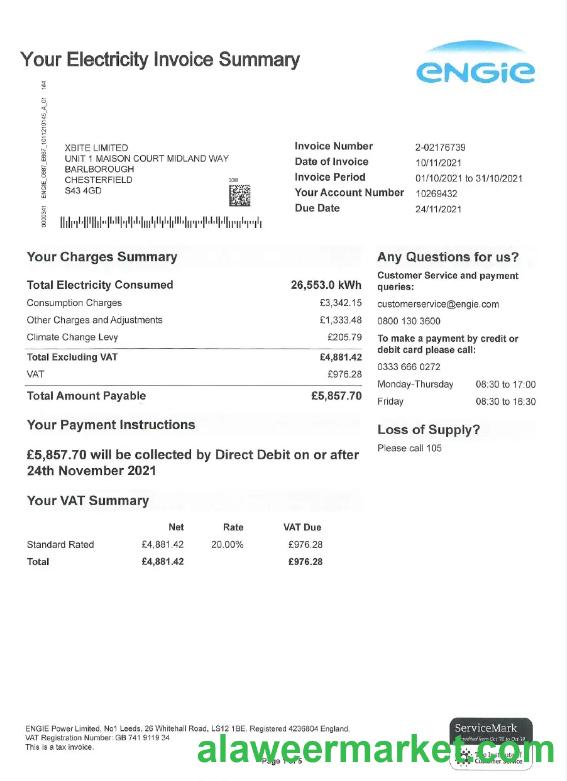 Your Electricity Invoice Summary
ENGIE
XBITE LIMITED
UNIT 1 MAISON COURT MIDLAND WAY
BARLBOROUGH
CHESTERFIELD
S43 4GD
Invoice Number 2-02176739
Date of Invoice 10/11/2021
Invoice Period 01/10/2021 to 31/10/2021
Your Account Number 10269432
Due Date 24/11/2021
Your Charges Summary
Total Electricity Consumed 26,553.0 kWh
Consumption Charges £3,342.15
Other Charges and Adjustments £1,333.48
Climate Change Levy £205.79
Total Excluding VAT £4,881.42
VAT £976.28
Total Amount Payable £5,857.70
Any Questions for us?
Customer Service and payment
queries:
customerservice@engie.com
0800 130 3600
To make a payment by credit or
debit card please call:
0333 666 0272
Monday-Thursday 08:30 to 17:00
Friday 08:30 to 16:30
Loss of Supply?
Please call 105
Your Payment Instructions
£5,857.70 will be collected by Direct Debit on or after
24th November 2021
Your VAT Summary
Net Rate VAT Due
Standard Rated £4,881.42 20.00% £976.28
Total £4,881.42 £976.28
ENGIE Power Limited, No1 Leeds, 26 Whitehall Road, LS12 1BE. Registered 4236804 England.
VAT Registration Number: GB 741 9119 34
This is a tax invoice.
Page 1 of 5
ServiceMark
The Institute of
Customer Service
alaweermarket.com